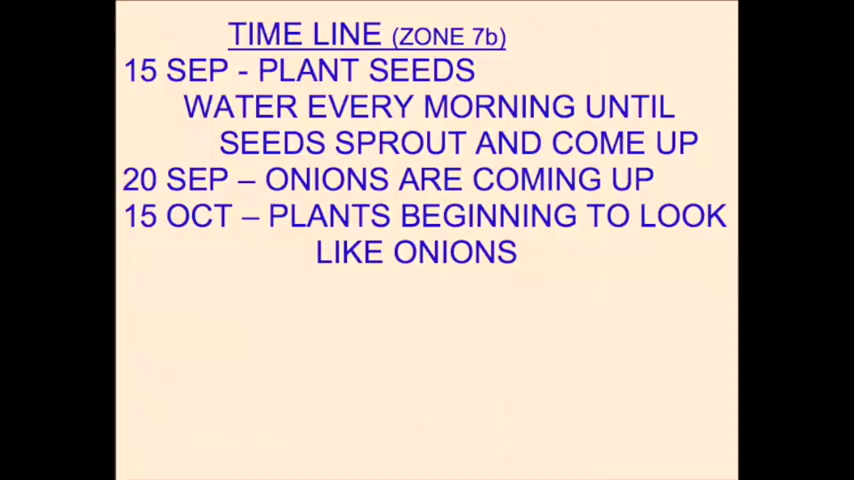 TIME LINE (ZONE 7b)
15 SEP - PLANT SEEDS
WATER EVERY MORNING UNTIL
SEEDS SPROUT AND COME UP
20 SEP – ONIONS ARE COMING UP
15 OCT – PLANTS BEGINNING TO LOOK
LIKE ONIONS